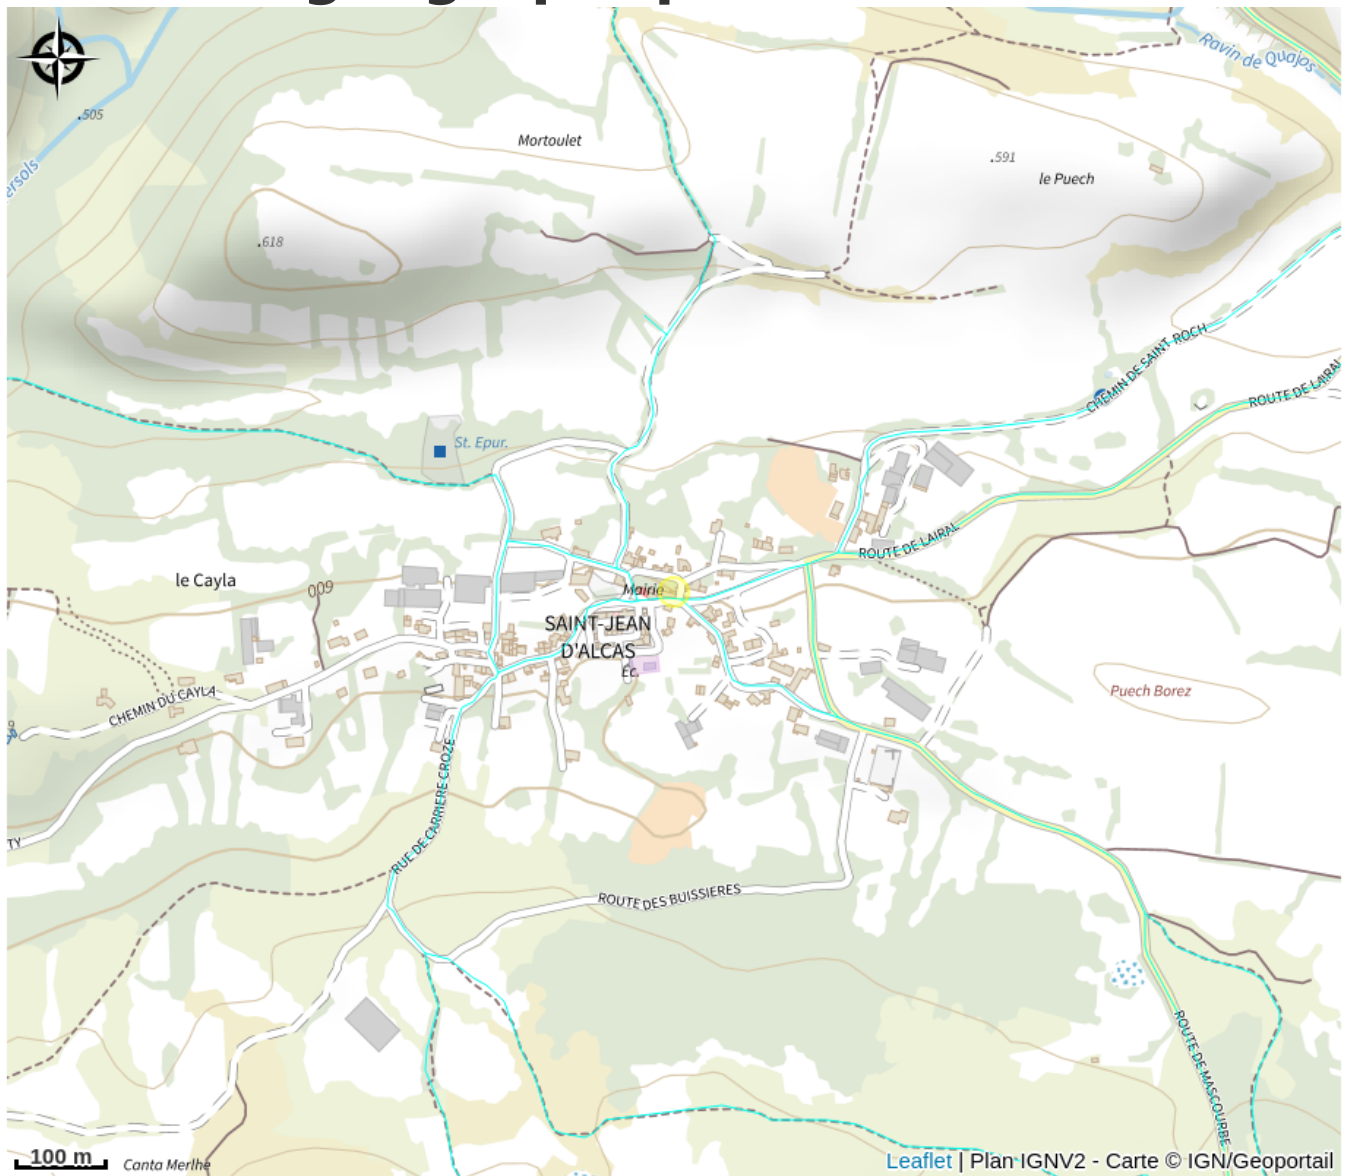 Ravin de Quajos
.505
Mortoulet
.591
le Puech
ersols
.618
CHEMIN DE SAINT ROCH
ROUTE DE LAIRAL
St. Epur.
ROUTE DE LAIRAL
le Cayla
600
Mairie
SAINT-JEAN
D'ALCAS
Éc.
CHEMIN DU CAYLA
Puech Borez
RUE DE CARRIERE CROZE
TY
ROUTE DES BUISSIERES
ROUTE DE MASCOURBE
100 m
Canta Merlhe
Leaflet | Plan IGNV2 - Carte © IGN/Geoportail